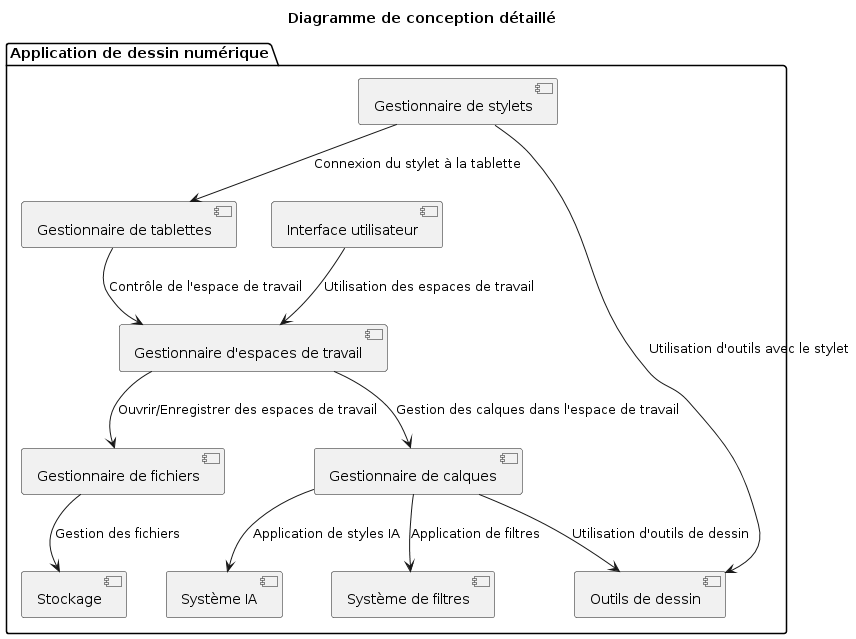 Diagramme de conception détaillé
Application de dessin numérique
Gestionnaire de stylets
Connexion du stylet à la tablette
Gestionnaire de tablettes
Interface utilisateur
Contrôle de l'espace de travail
Utilisation des espaces de travail
Gestionnaire d'espaces de travail
Utilisation d'outils avec le stylet
Ouvrir/Enregistrer des espaces de travail
Gestion des calques dans l'espace de travail
Gestionnaire de fichiers
Gestionnaire de calques
Gestion des fichiers
Application de styles IA
Application de filtres
Utilisation d'outils de dessin
Stockage
Système IA
Système de filtres
Outils de dessin